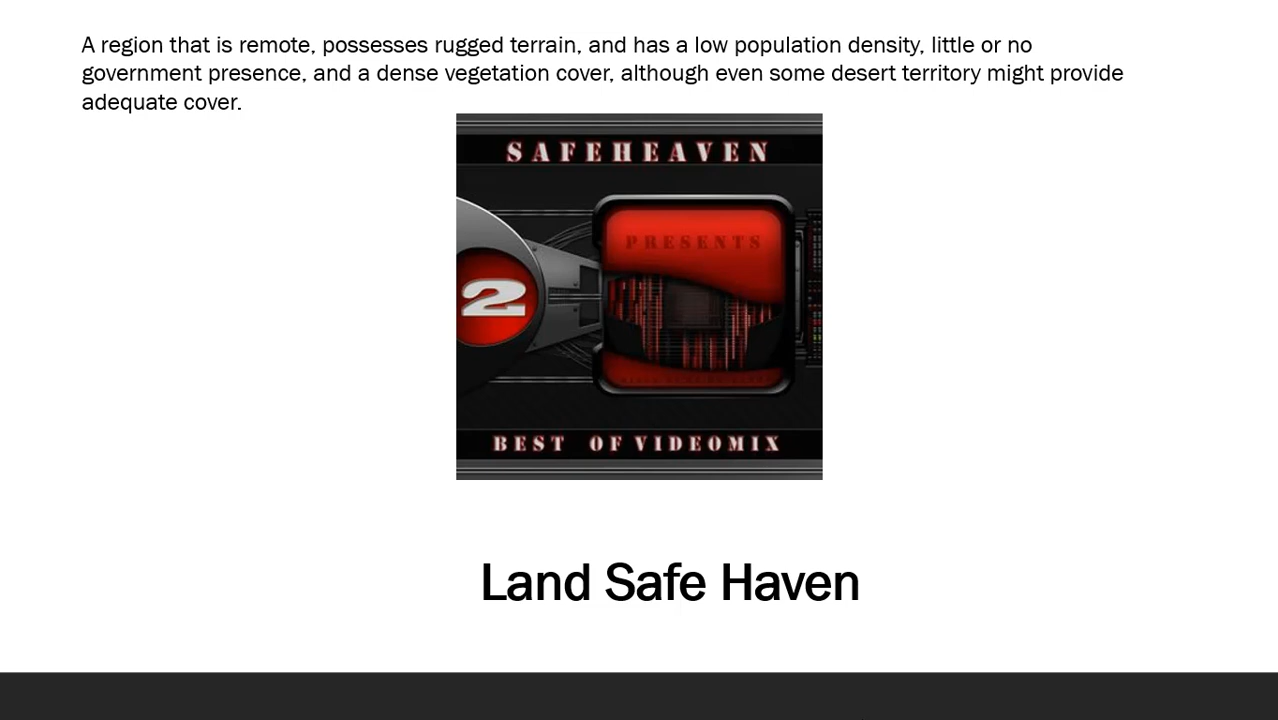 A region that is remote, possesses rugged terrain, and has a low population density, little or no
government presence, and a dense vegetation cover, although even some desert territory might provide
adequate cover.
SAFEHEAVEN
PRESENTS
2
BEST OF VIDEOMIX
Land Safe Haven